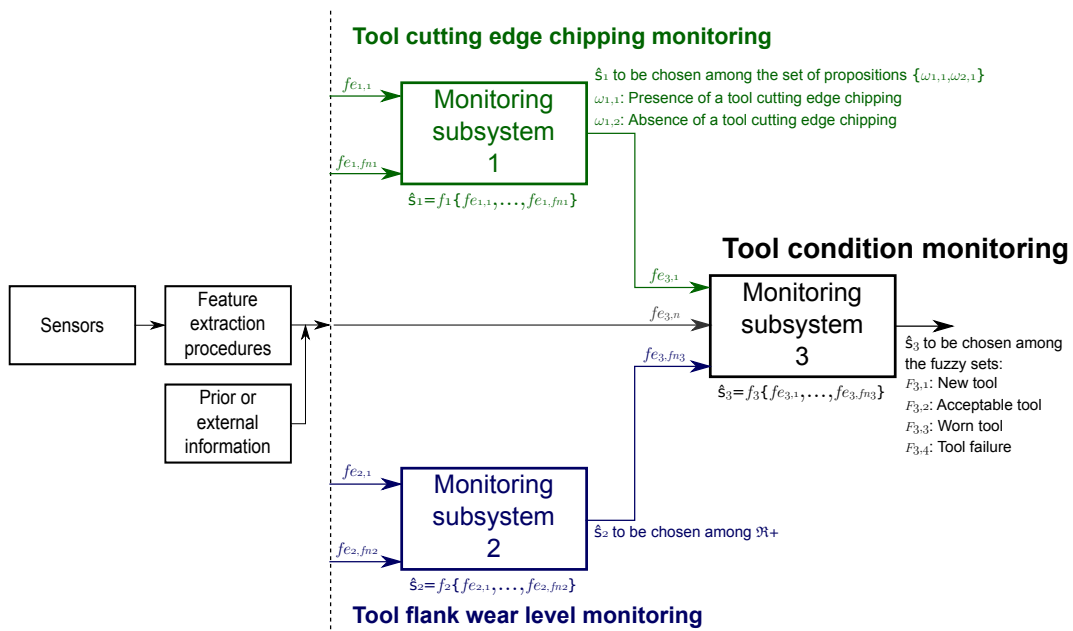 Tool cutting edge chipping monitoring
fe1,1
fe1,fn1
Monitoring
subsystem
1
ŝ1=f1{fe1,1,...,fe1,fn1}
ŝ1 to be chosen among the set of propositions {ω1,1,ω2,1}
ω1,1: Presence of a tool cutting edge chipping
ω1,2: Absence of a tool cutting edge chipping
Tool condition monitoring
Sensors
Feature
extraction
procedures
Prior or
external
information
fe3,1
fe3,n
fe3,fn3
Monitoring
subsystem
3
ŝ3=f3{fe3,1,...,fe3,fn3}
ŝ3 to be chosen among
the fuzzy sets:
F3,1: New tool
F3,2: Acceptable tool
F3,3: Worn tool
F3,4: Tool failure
fe2,1
fe2,fn2
Monitoring
subsystem
2
ŝ2 to be chosen among ℜ+
ŝ2=f2{fe2,1,...,fe2,fn2}
Tool flank wear level monitoring